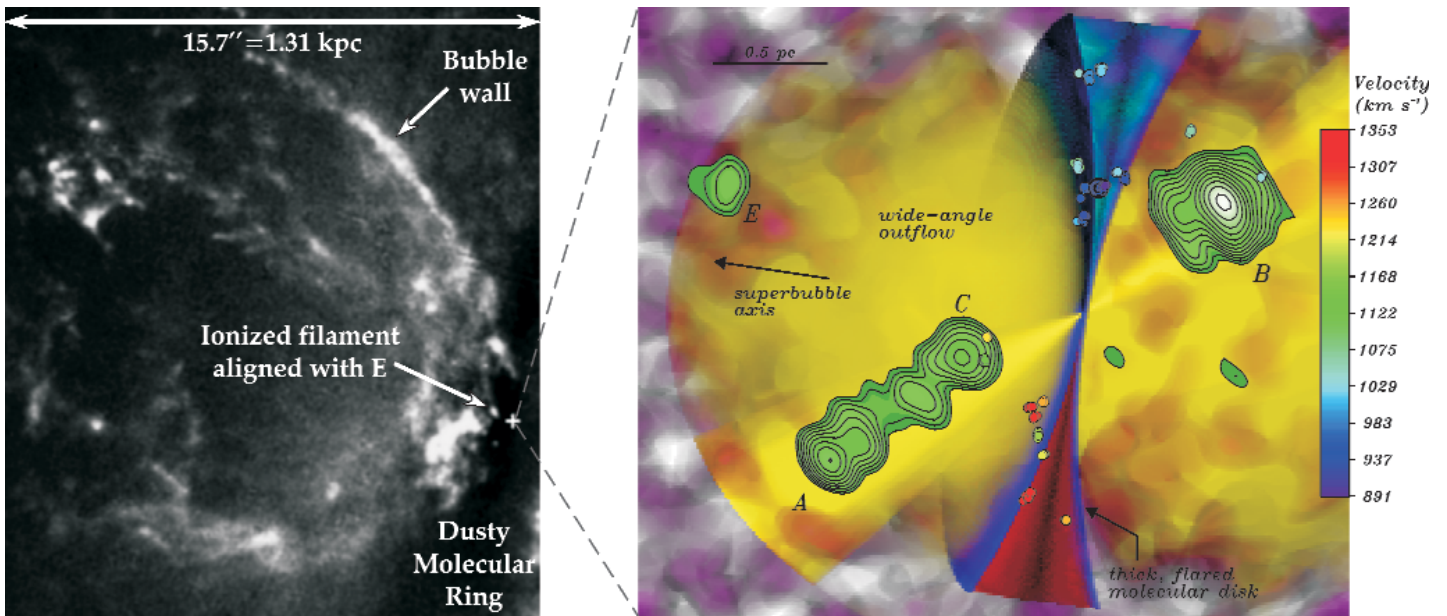 15.7″=1.31 kpc
Bubble
wall
Ionized filament
aligned with E
Dusty
Molecular
Ring
0.5 pc
E
wide-angle
outflow
superbubble
axis
C
A
B
thick, flared
molecular disk
Velocity
(km s⁻¹)
1353
1307
1260
1214
1168
1122
1075
1029
983
937
891